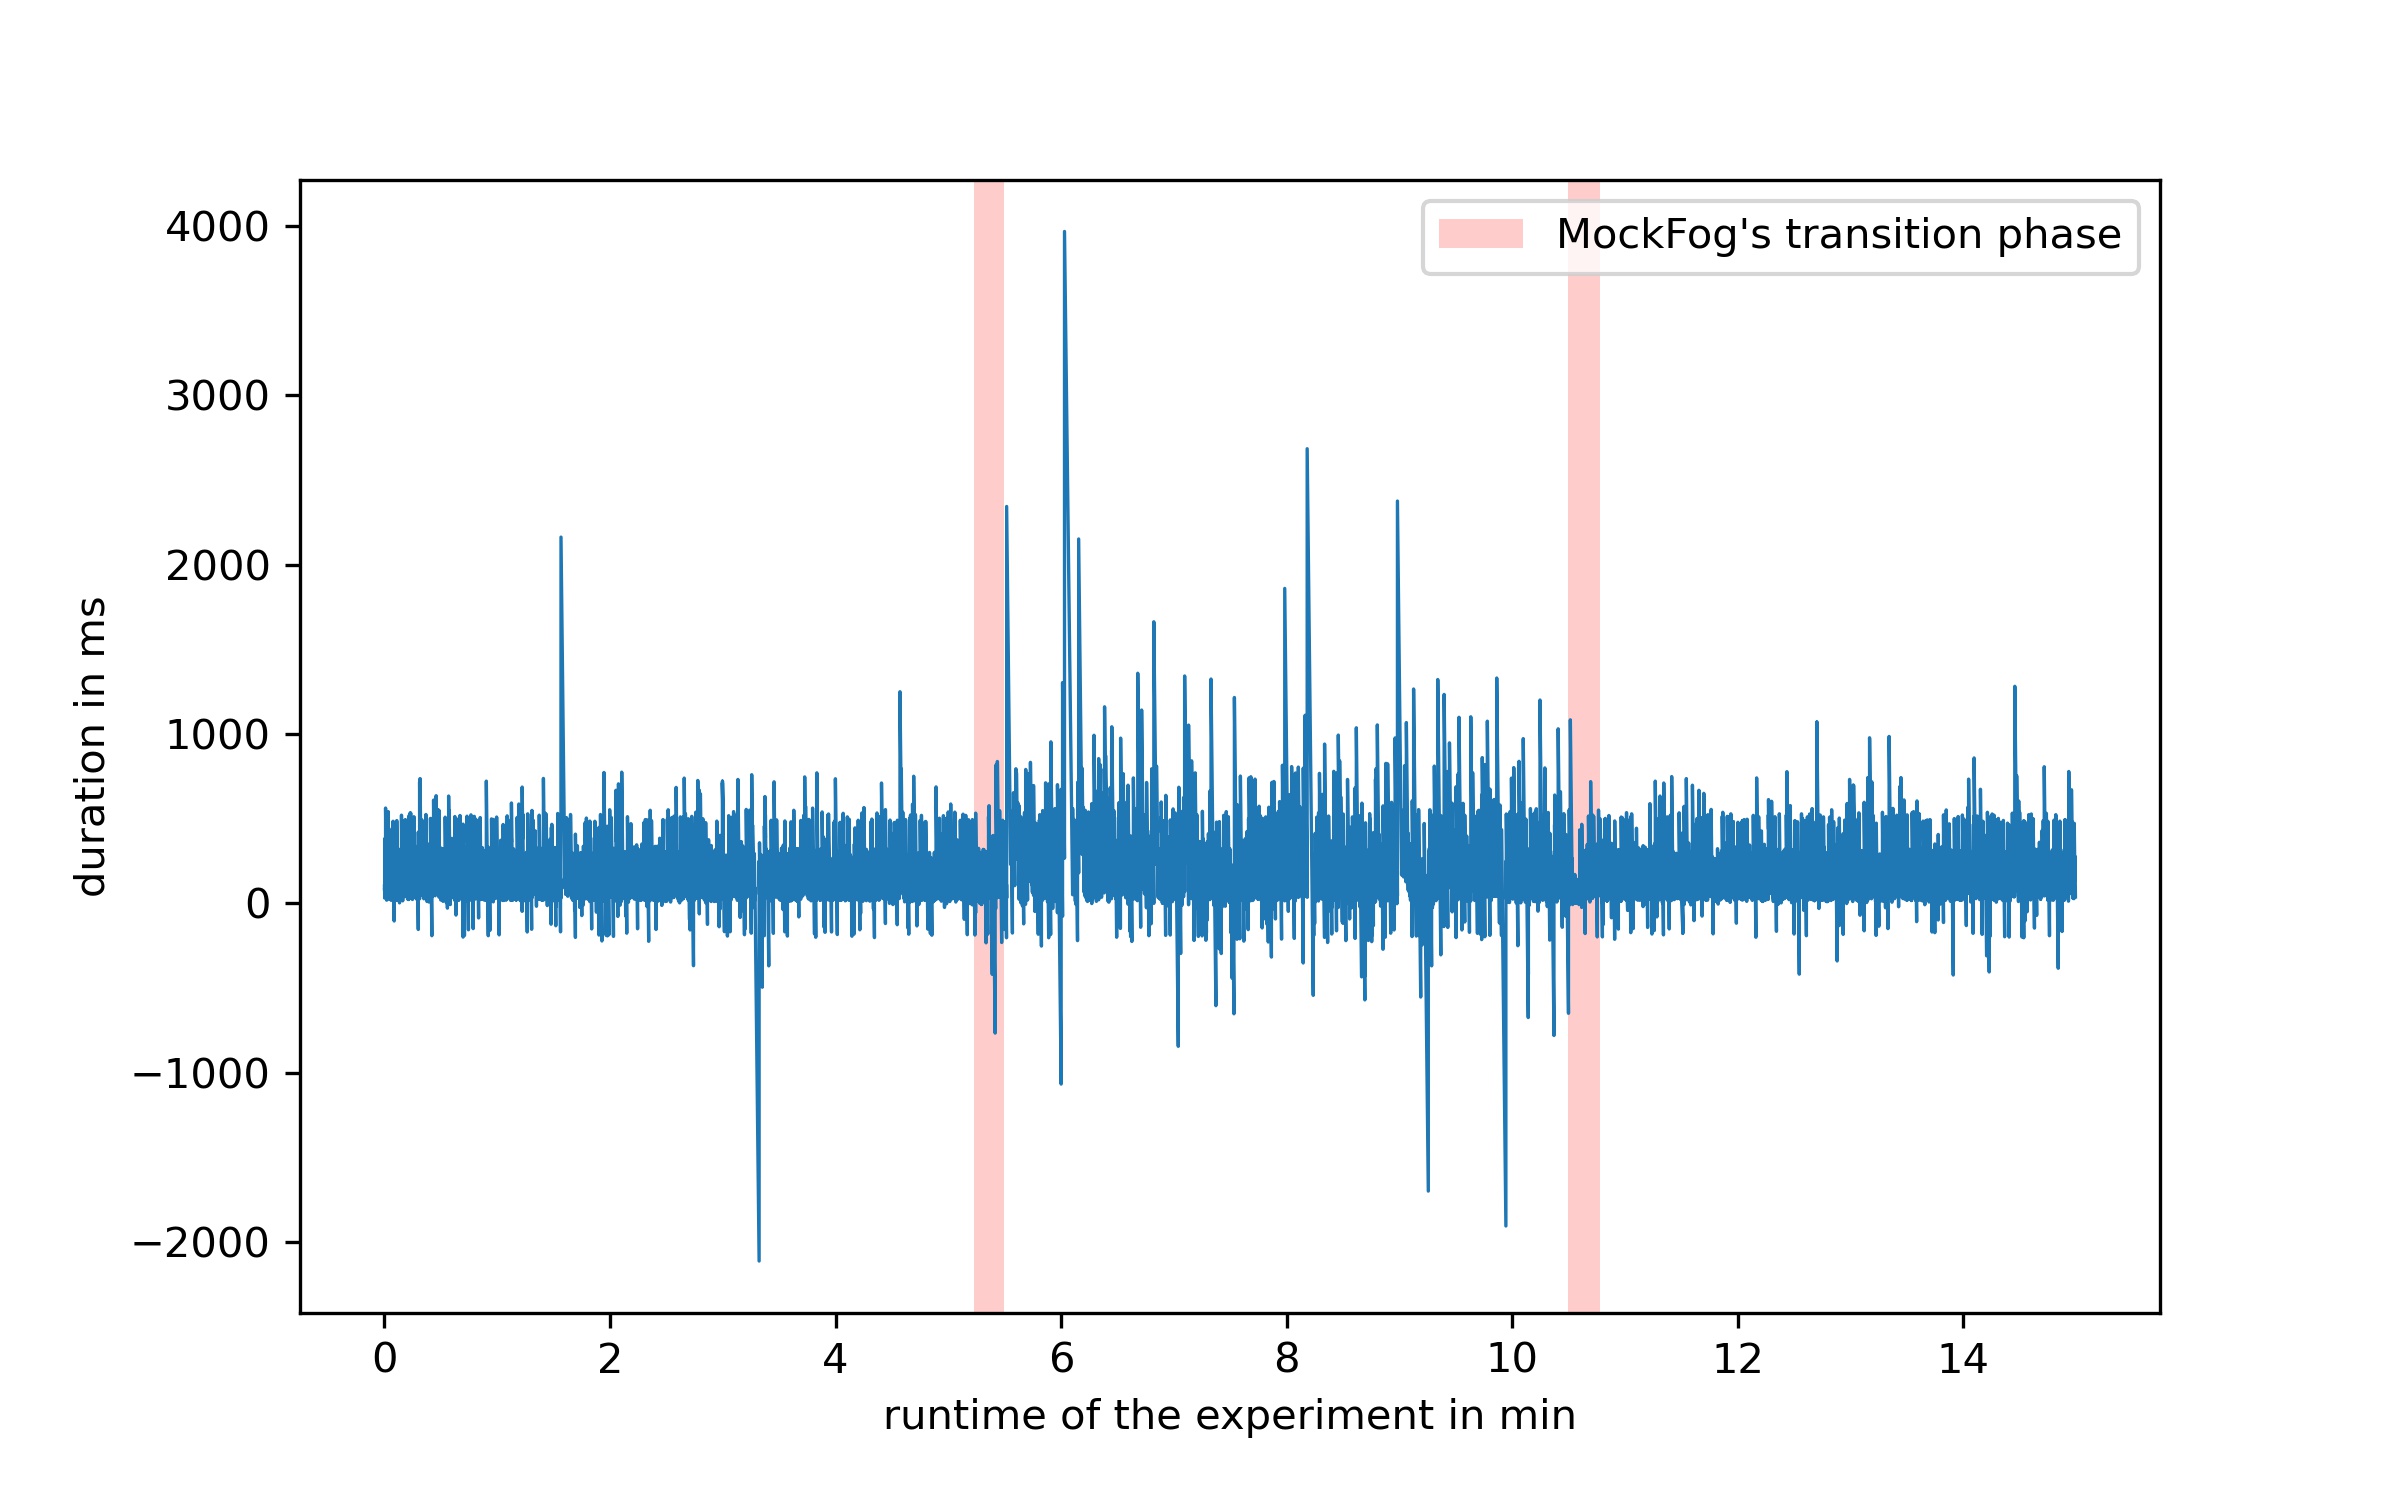 MockFog's transition phase
4000
3000
2000
1000
0
−1000
−2000
duration in ms
0 2 4 6 8 10 12 14
runtime of the experiment in min